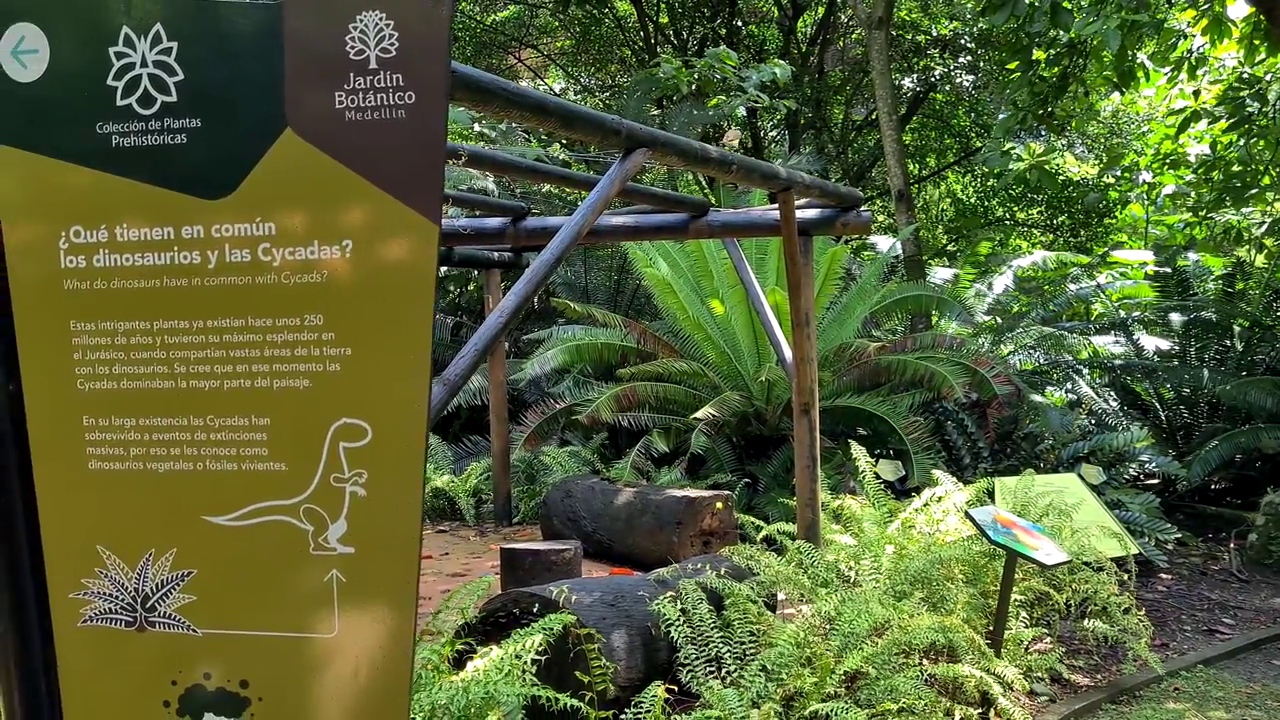 Colección de Plantas
Prehistóricas
Jardín
Botánico
Medellín
¿Qué tienen en común
los dinosaurios y las Cycadas?
What do dinosaurs have in common with Cycads?
Estas intrigantes plantas ya existían hace unos 250
millones de años y tuvieron su máximo esplendor en
el Jurásico, cuando compartían vastas áreas de la tierra
con los dinosaurios. Se cree que en ese momento las
Cycadas dominaban la mayor parte del paisaje.
En su larga existencia las Cycadas han
sobrevivido a eventos de extinciones
masivas, por eso se les conoce como
dinosaurios vegetales o fósiles vivientes.